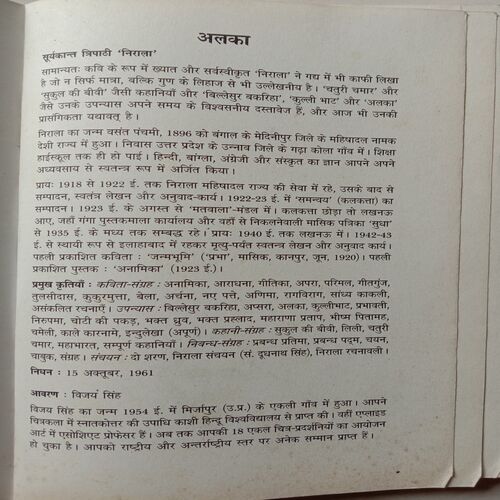 अलका
सूर्यकान्त त्रिपाठी 'निराला'
सामान्यतः कवि के रूप में ख्यात और सर्वस्वीकृत 'निराला' ने गद्य में भी काफी लिखा
है जो न सिर्फ मात्रा, बल्कि गुण के लिहाज से भी उल्लेखनीय है। 'चतुरी चमार' और
'सुकुल की बीवी' जैसी कहानियाँ और 'बिल्लेसुर बकरिहा', 'कुल्ली भाट' और 'अलका'
जैसे उनके उपन्यास अपने समय के विश्वसनीय दस्तावेज हैं, और आज भी उनकी
प्रासंगिकता यथावत् है।
निराला का जन्म वसंत पंचमी, 1896 को बंगाल के मेदिनीपुर जिले के महिषादल नामक
देशी राज्य में हुआ। निवास उत्तर प्रदेश के उन्नाव जिले के गढ़ा कोला गाँव में। शिक्षा
हाईस्कूल तक ही हो पाई। हिन्दी, बांग्ला, अंग्रेजी और संस्कृत का ज्ञान आपने अपने
अध्यवसाय से स्वतन्त्र रूप में अर्जित किया।
प्रायः 1918 से 1922 ई. तक निराला महिषादल राज्य की सेवा में रहे, उसके बाद से
सम्पादन, स्वतंत्र लेखन और अनुवाद-कार्य। 1922-23 ई. में 'समन्वय' (कलकत्ता) का
सम्पादन। 1923 ई. के अगस्त से 'मतवाला'-मंडल में। कलकत्ता छोड़ा तो लखनऊ
आए, जहाँ गंगा पुस्तकमाला कार्यालय और वहाँ से निकलनेवाली मासिक पत्रिका 'सुधा'
से 1935 ई. के मध्य तक सम्बद्ध रहे। प्रायः 1940 ई. तक लखनऊ में। 1942-43
ई. से स्थायी रूप से इलाहाबाद में रहकर मृत्यु-पर्यंत स्वतन्त्र लेखन और अनुवाद कार्य।
पहली प्रकाशित कविता : 'जन्मभूमि' ('प्रभा', मासिक, कानपुर, जून, 1920)। पहली
प्रकाशित पुस्तक : 'अनामिका' (1923 ई.)।
प्रमुख कृतियाँ : कविता-संग्रह : अनामिका, आराधना, गीतिका, अपरा, परिमल, गीतगुंज,
तुलसीदास, कुकुरमुत्ता, बेला, अर्चना, नए पत्ते, अणिमा, रागविराग, सांध्य काकली,
असंकलित रचनाएँ। उपन्यास : बिल्लेसुर बकरिहा, अप्सरा, अलका, कुल्लीभाट, प्रभावती,
निरुपमा, चोटी की पकड़, भक्त ध्रुव, भक्त प्रह्लाद, महाराणा प्रताप, भीष्म पितामह,
चमेली, काले कारनामे, इन्दुलेखा (अपूर्ण)। कहानी-संग्रह : सुकुल की बीवी, लिली, चतुरी
चमार, महाभारत, सम्पूर्ण कहानियाँ। निबन्ध-संग्रह : प्रबन्ध प्रतिमा, प्रबन्ध पद्म, चयन,
चाबुक, संग्रह। संचयन : दो शरण, निराला संचयन (सं. दूधनाथ सिंह), निराला रचनावली।
निधन : 15 अक्तूबर, 1961
आवरण : विजय सिंह
विजय सिंह का जन्म 1954 ई. में मिर्जापुर (उ.प्र.) के एकली गाँव में हुआ। आपने
चित्रकला में स्नातकोत्तर की उपाधि काशी हिन्दू विश्वविद्यालय से प्राप्त की। वहीं एप्लाइड
आर्ट में एसोशिएट प्रोफेसर हैं। अब तक आपकी 18 एकल चित्र-प्रदर्शनियों का आयोजन
हो चुका है। आपको राष्ट्रीय और अन्तर्राष्ट्रीय स्तर पर अनेक सम्मान प्राप्त हैं।